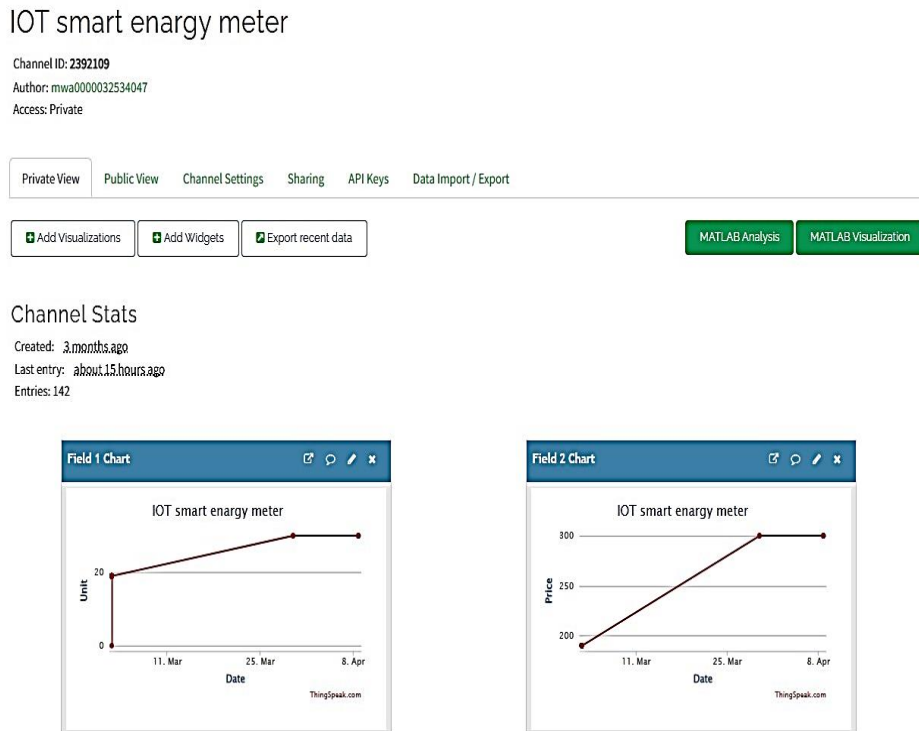 IOT smart enargy meter
Channel ID: 2392109
Author: mwa0000032534047
Access: Private
Private View Public View Channel Settings Sharing API Keys Data Import / Export
Add Visualizations Add Widgets Export recent data MATLAB Analysis MATLAB Visualization
Channel Stats
Created: 3 months ago
Last entry: about 15 hours ago
Entries: 142
Field 1 Chart
IOT smart enargy meter
Unit
20
0
11. Mar 25. Mar 8. Apr
Date
ThingSpeak.com
Field 2 Chart
IOT smart enargy meter
Price
300
250
200
11. Mar 25. Mar 8. Apr
Date
ThingSpeak.com